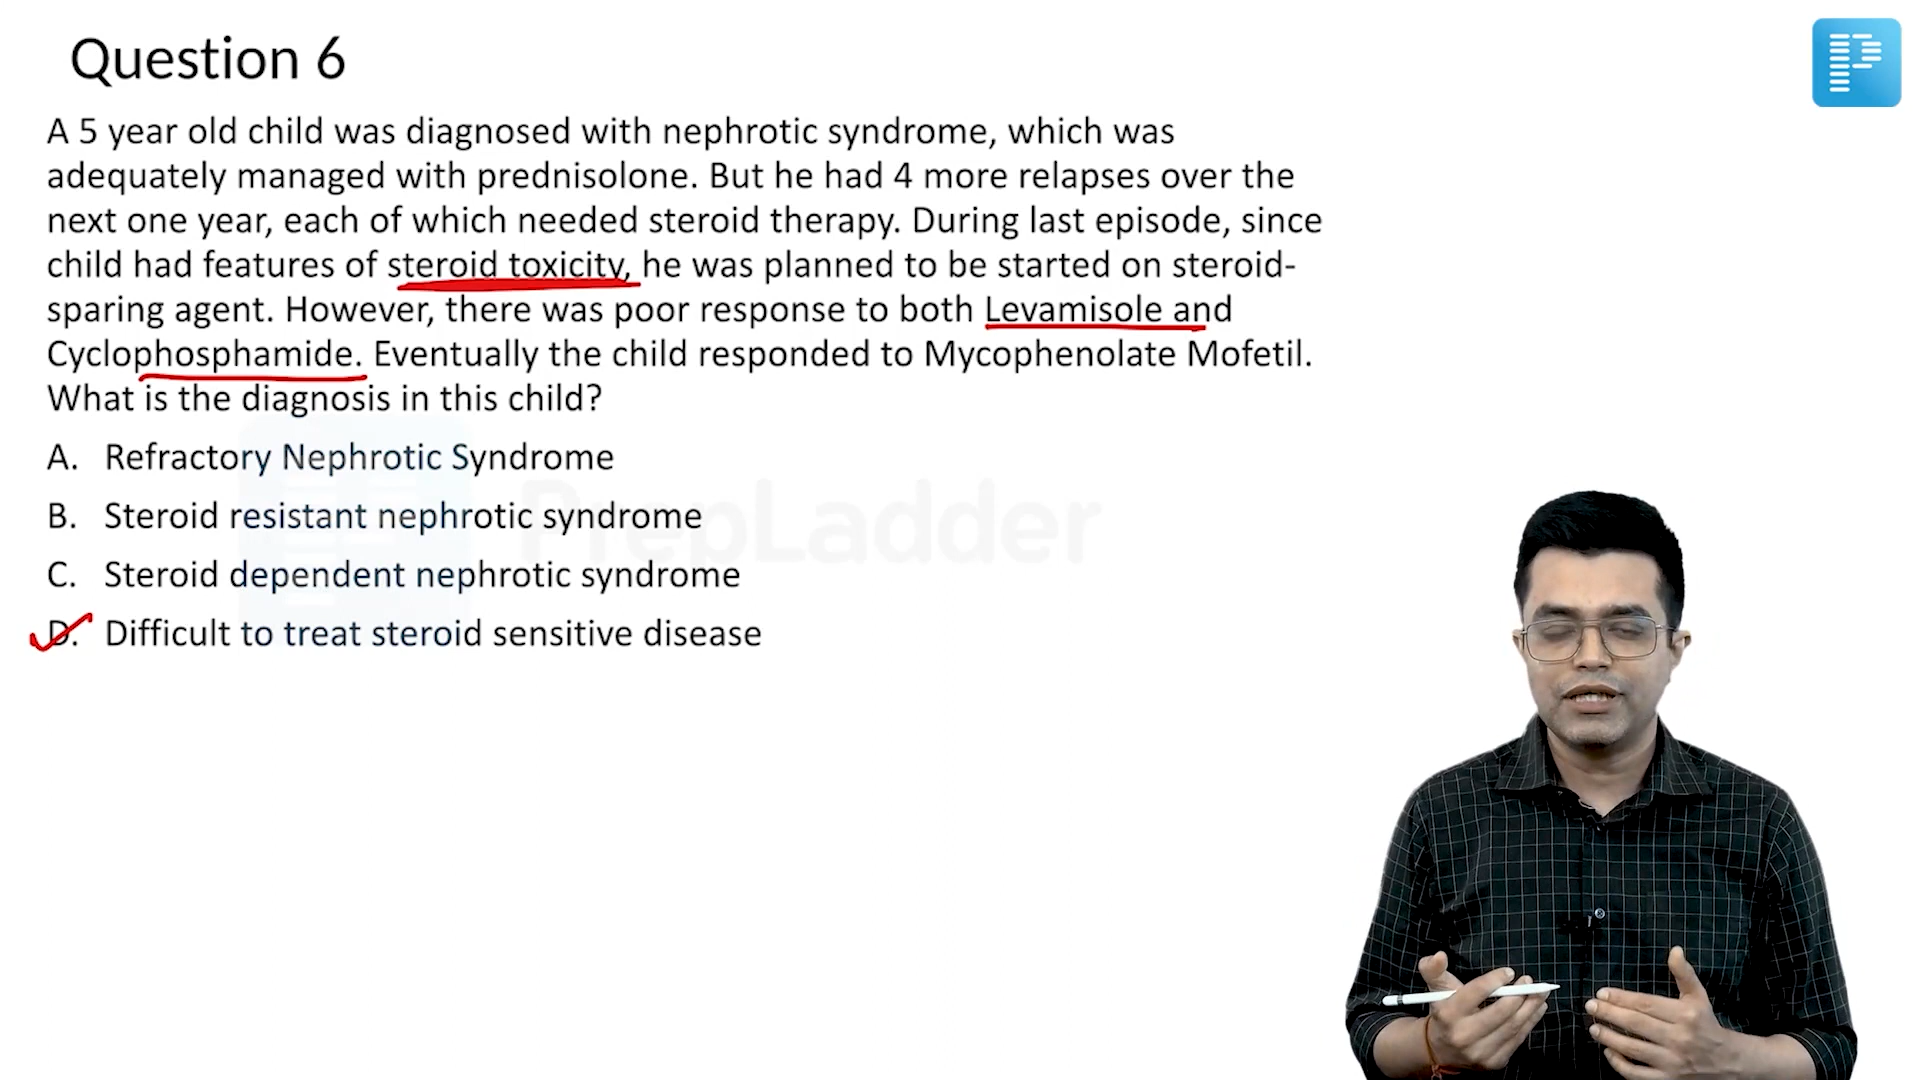 Question 6
A 5 year old child was diagnosed with nephrotic syndrome, which was
adequately managed with prednisolone. But he had 4 more relapses over the
next one year, each of which needed steroid therapy. During last episode, since
child had features of steroid toxicity, he was planned to be started on steroid-
sparing agent. However, there was poor response to both Levamisole and
Cyclophosphamide. Eventually the child responded to Mycophenolate Mofetil.
What is the diagnosis in this child?
A. Refractory Nephrotic Syndrome
B. Steroid resistant nephrotic syndrome
PrepLadder
C. Steroid dependent nephrotic syndrome
D. Difficult to treat steroid sensitive disease